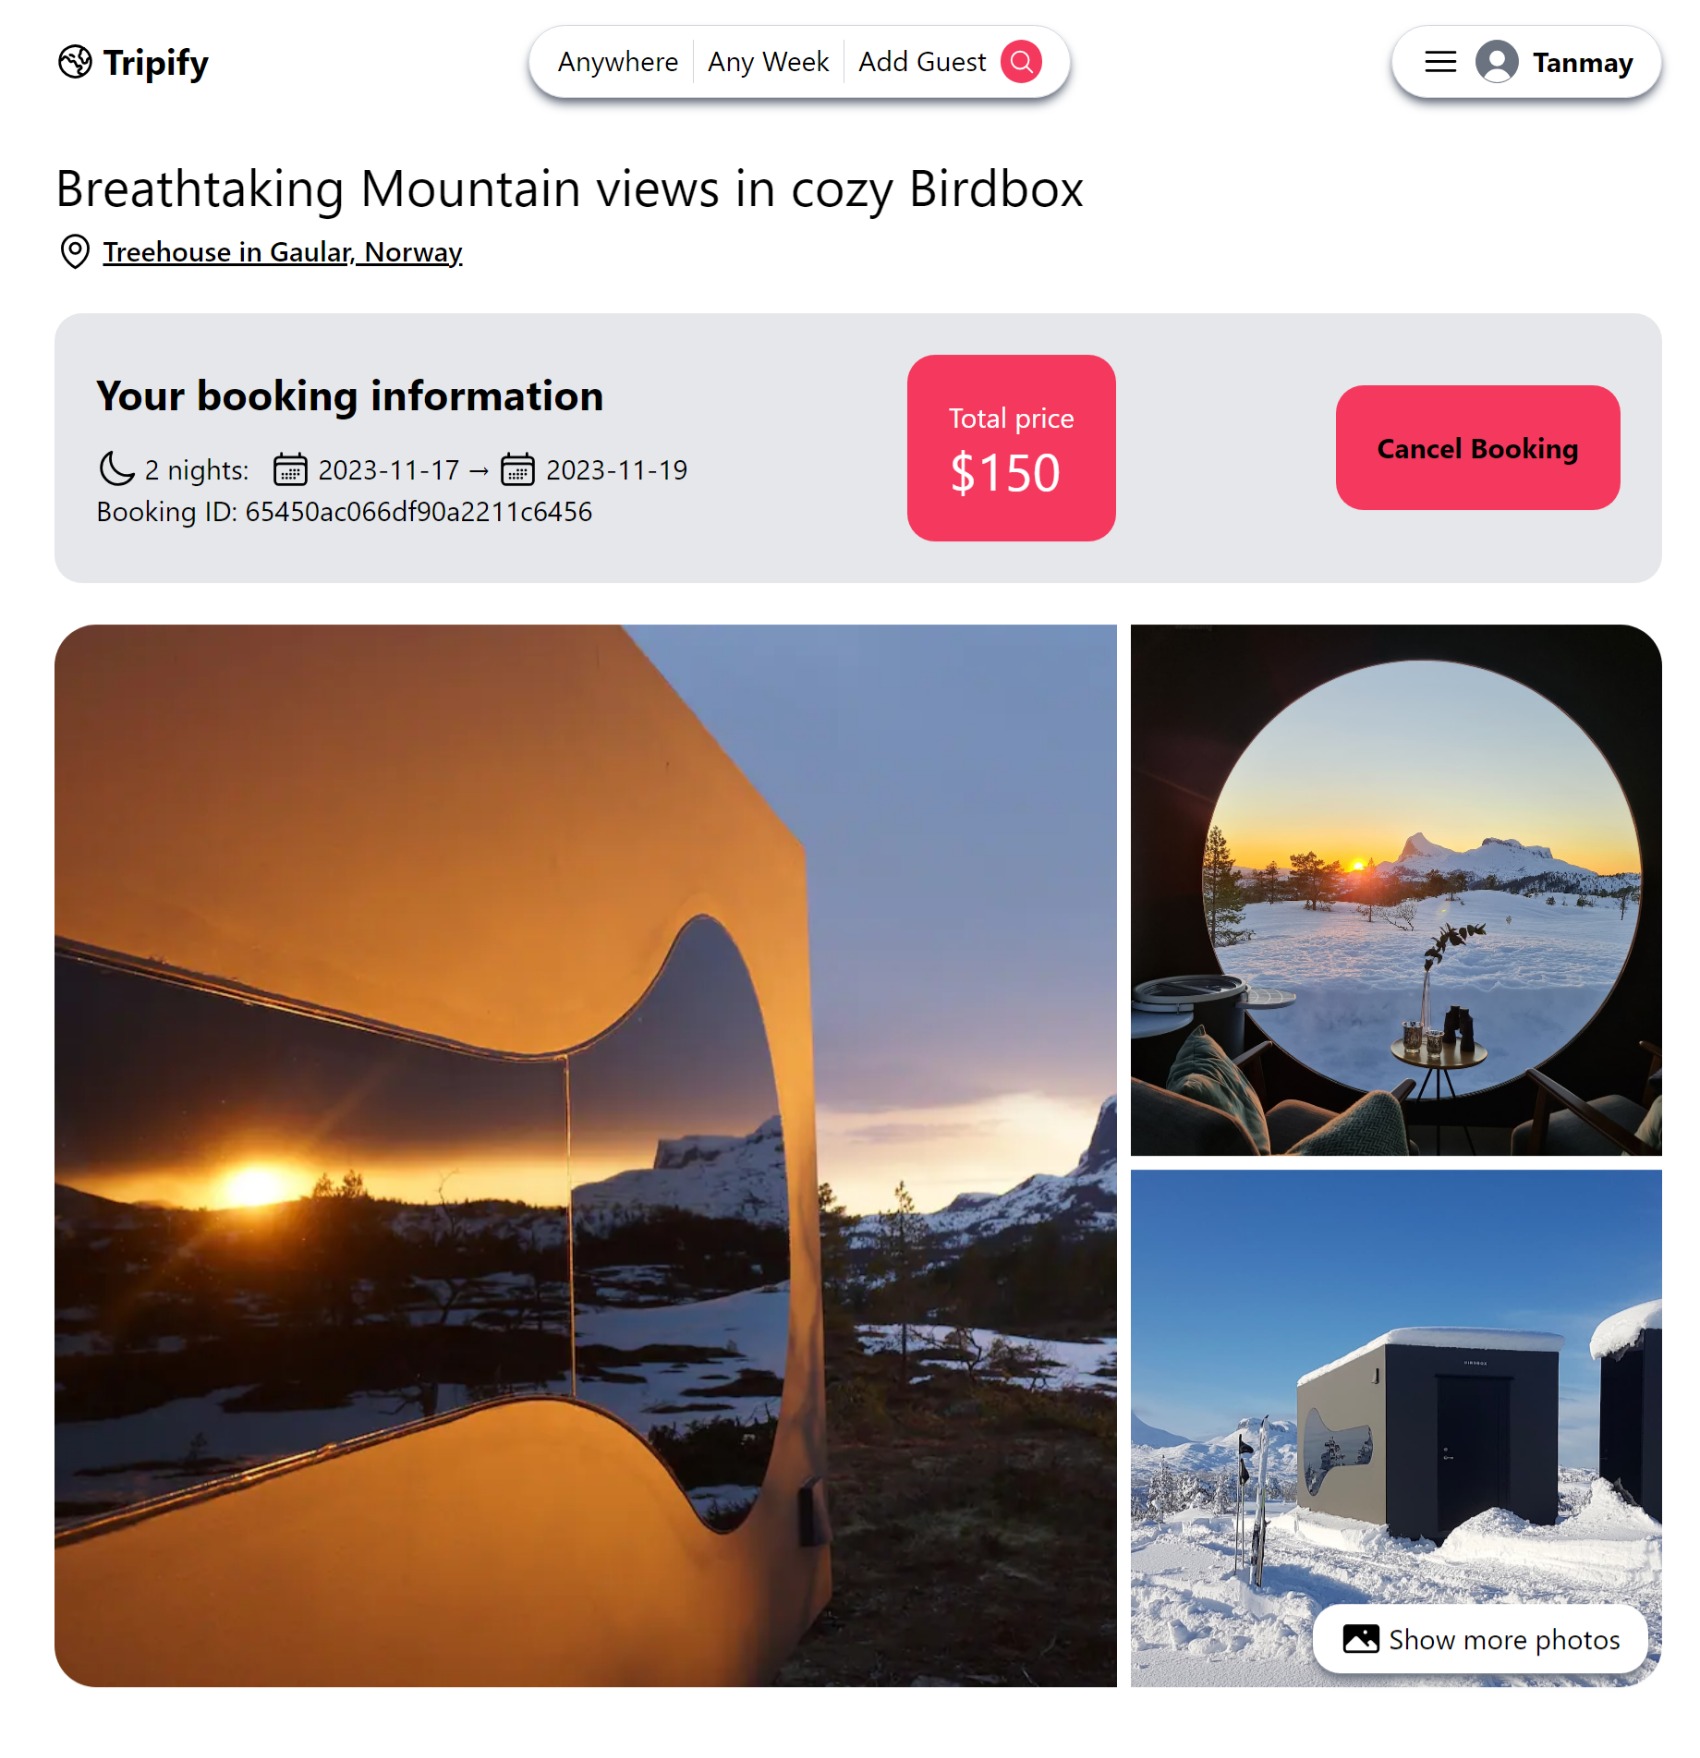 Tripify
Anywhere
Any Week
Add Guest
Tanmay
Breathtaking Mountain views in cozy Birdbox
Treehouse in Gaular, Norway
Your booking information
2 nights: 2023-11-17 → 2023-11-19
Booking ID: 65450ac066df90a2211c6456
Total price
$150
Cancel Booking
BIRDBOX
Show more photos